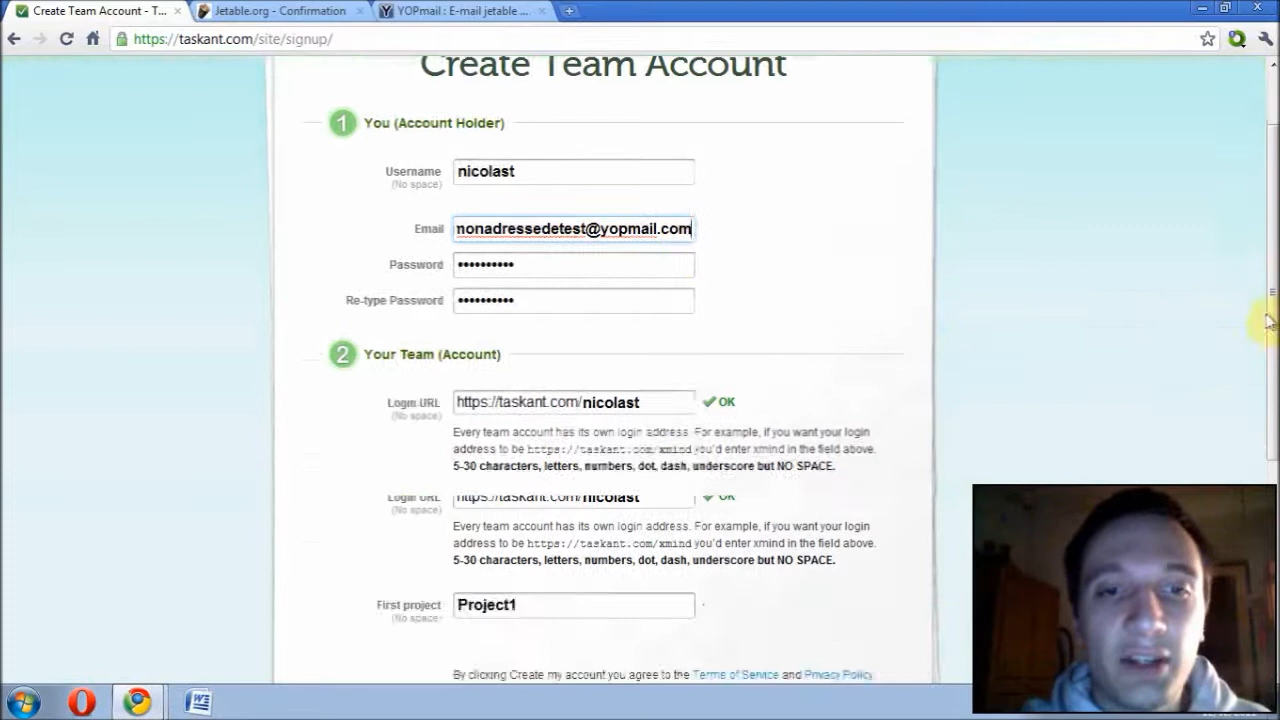 Create Team Account - T...
Jetable.org - Confirmation
YOPmail : E-mail jetable ...
https://taskant.com/site/signup/
Create Team Account
1 You (Account Holder)
Username
nicolast
(No space)
Email
monadressedetest@yopmail.com
Password
••••••••••
Re-type Password
••••••••••
2 Your Team (Account)
Login URL
https://taskant.com/nicolast
OK
(No space)
Every team account has its own login address. For example, if you want your login
address to be https://taskant.com/xmind you'd enter xmind in the field above.
5-30 characters, letters, numbers, dot, dash, underscore but NO SPACE.
Login URL
https://taskant.com/nicolast
OK
(No space)
Every team account has its own login address. For example, if you want your login
address to be https://taskant.com/xmind you'd enter xmind in the field above.
5-30 characters, letters, numbers, dot, dash, underscore but NO SPACE.
First project
Project1
(No space)
By clicking Create my account you agree to the Terms of Service and Privacy Policy